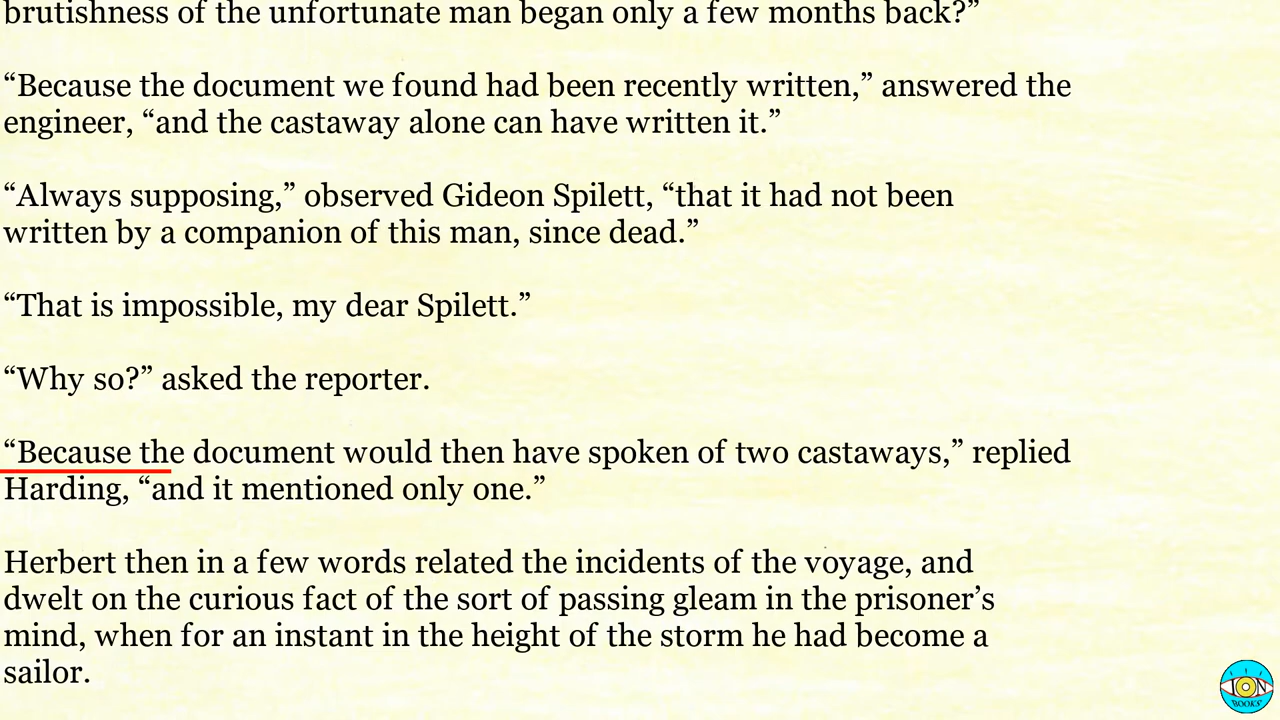 brutishness of the unfortunate man began only a few months back?”
“Because the document we found had been recently written,” answered the
engineer, “and the castaway alone can have written it.”
“Always supposing,” observed Gideon Spilett, “that it had not been
written by a companion of this man, since dead.”
“That is impossible, my dear Spilett.”
“Why so?” asked the reporter.
“Because the document would then have spoken of two castaways,” replied
Harding, “and it mentioned only one.”
Herbert then in a few words related the incidents of the voyage, and
dwelt on the curious fact of the sort of passing gleam in the prisoner’s
mind, when for an instant in the height of the storm he had become a
sailor.
ION
BOOKS